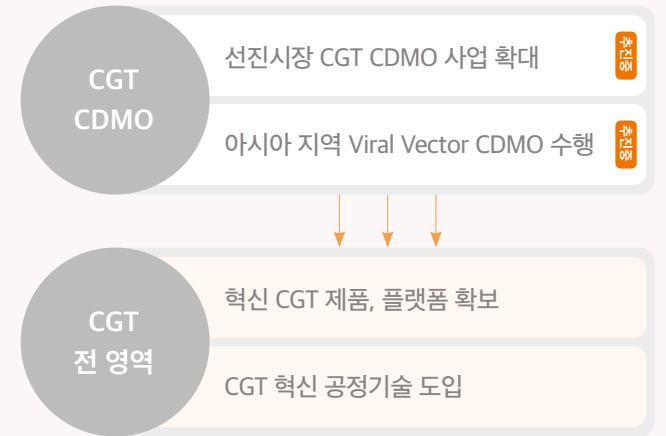 CGT
CDMO
선진시장 CGT CDMO 사업 확대
추진중
아시아 지역 Viral Vector CDMO 수행
추진중
CGT
전 영역
혁신 CGT 제품, 플랫폼 확보
CGT 혁신 공정기술 도입